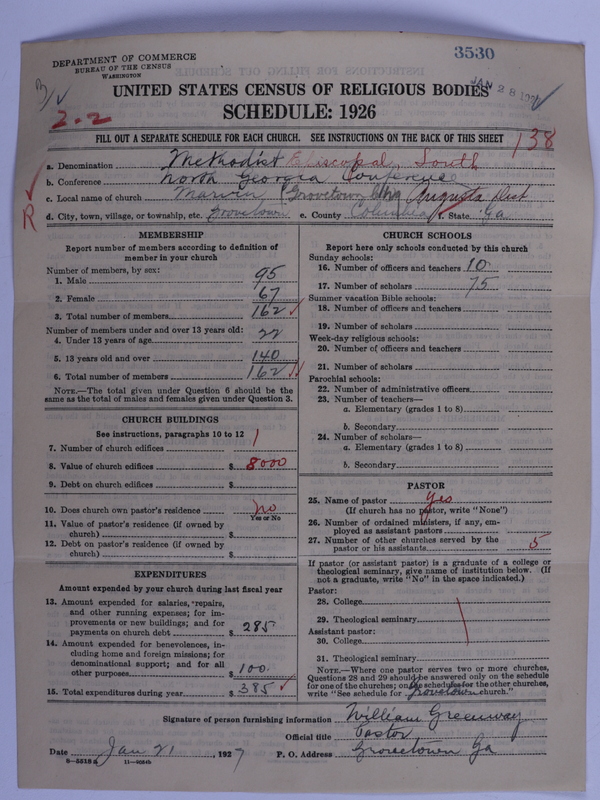 DEPARTMENT OF COMMERCE
BUREAU OF THE CENSUS
WASHINGTON
3530
JAN 28 192
UNITED STATES CENSUS OF RELIGIOUS BODIES
SCHEDULE: 1926
2-2
FILL OUT A SEPARATE SCHEDULE FOR EACH CHURCH. SEE INSTRUCTIONS ON THE BACK OF THIS SHEET
138
a. Denomination Methodist Episcopal, South
b. Conference North Georgia Conference
R
c. Local name of church Marvin (Grovetown Chg Augusta Dist
d. City, town, village, or township, etc. Grovetown e. County Columbia f. State Ga.
MEMBERSHIP
Report number of members according to definition of
member in your church
Number of members, by sex:
1. Male 95
2. Female 67
3. Total number of members 162
Number of members under and over 13 years old:
4. Under 13 years of age 22
5. 13 years old and over 140
6. Total number of members 162
NOTE.—The total given under Question 6 should be the
same as the total of males and females given under Question 3.
CHURCH BUILDINGS
See instructions, paragraphs 10 to 12
7. Number of church edifices 1
8. Value of church edifices $ 8000
9. Debt on church edifices $
10. Does church own pastor's residence no
Yes or No
11. Value of pastor's residence (if owned by
church) $
12. Debt on pastor's residence (if owned by
church) $
EXPENDITURES
Amount expended by your church during last fiscal year
13. Amount expended for salaries, repairs,
and other running expenses; for im-
provements or new buildings; and for
payments on church debt $ 285
14. Amount expended for benevolences, in-
cluding home and foreign missions; for
denominational support; and for all
other purposes $ 100
15. Total expenditures during year $ 385
CHURCH SCHOOLS
Report here only schools conducted by this church
Sunday schools:
16. Number of officers and teachers 10
17. Number of scholars 75
Summer vacation Bible schools:
18. Number of officers and teachers
19. Number of scholars
Week-day religious schools:
20. Number of officers and teachers
21. Number of scholars
Parochial schools:
22. Number of administrative officers
23. Number of teachers—
a. Elementary (grades 1 to 8)
b. Secondary
24. Number of scholars—
a. Elementary (grades 1 to 8)
b. Secondary
PASTOR
25. Name of pastor yes
(If church has no pastor, write "None")
26. Number of ordained ministers, if any, em-
ployed as assistant pastors
27. Number of other churches served by the
pastor or his assistants 5
If pastor (or assistant pastor) is a graduate of a college or
theological seminary, give name of institution below. (If
not a graduate, write "No" in the space indicated.)
Pastor:
28. College
29. Theological seminary
Assistant pastor:
30. College
31. Theological seminary
NOTE.—Where one pastor serves two or more churches,
Questions 28 and 29 should be answered only on the schedule
for one of the churches; on the schedules for the other churches,
write "See schedule for Grovetown church."
Signature of person furnishing information William Greenway
Official title Pastor
Date Jan 21, 1927 P. O. Address Grovetown Ga